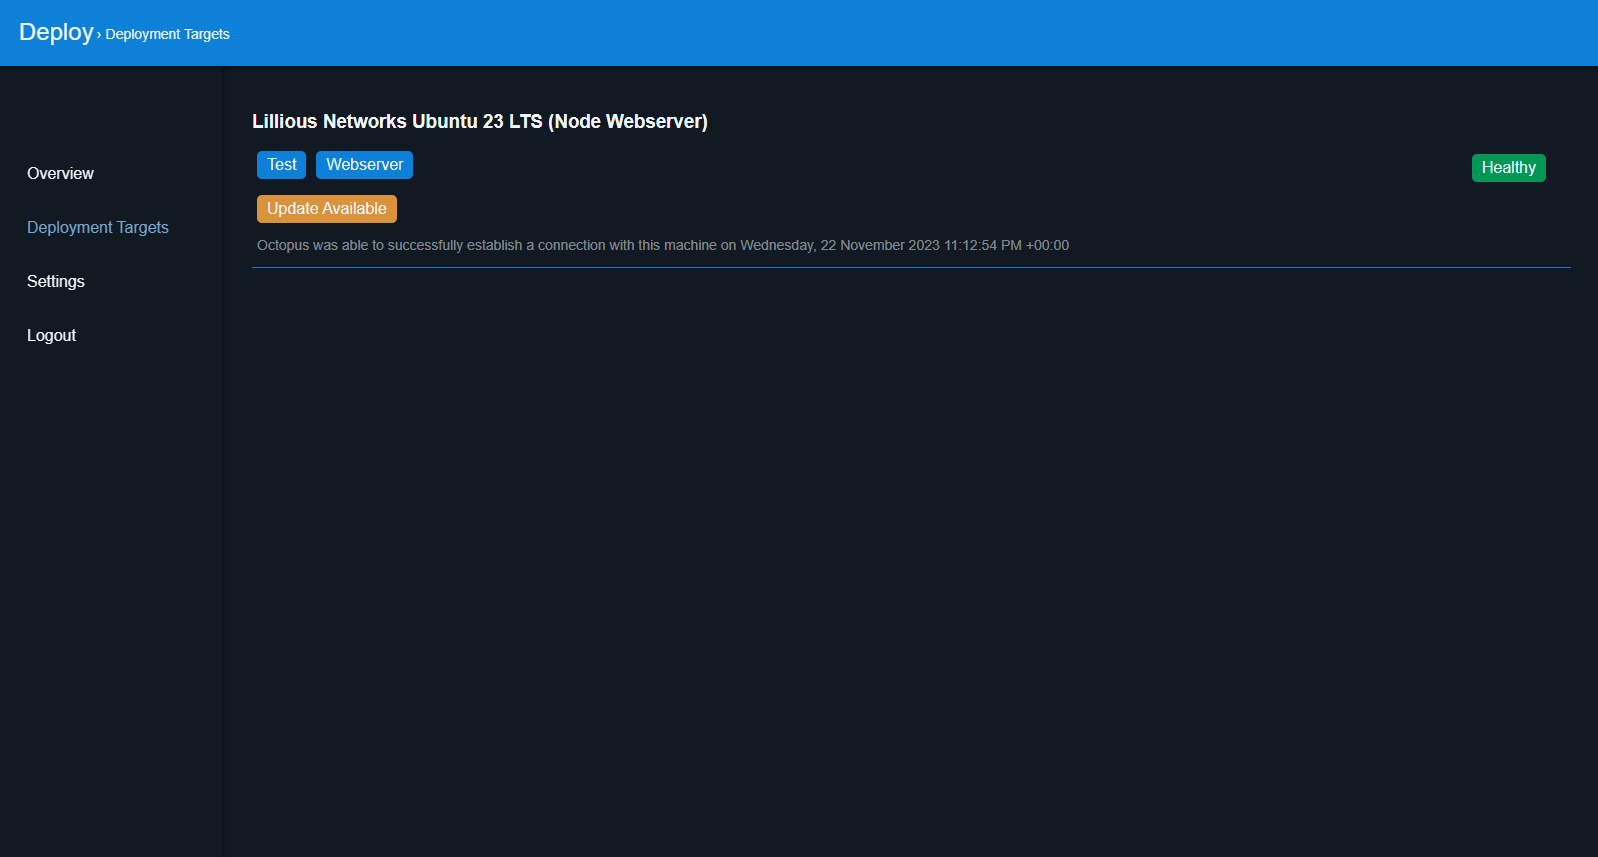 Deploy › Deployment Targets
Overview
Deployment Targets
Settings
Logout
Lillious Networks Ubuntu 23 LTS (Node Webserver)
Test Webserver
Healthy
Update Available
Octopus was able to successfully establish a connection with this machine on Wednesday, 22 November 2023 11:12:54 PM +00:00